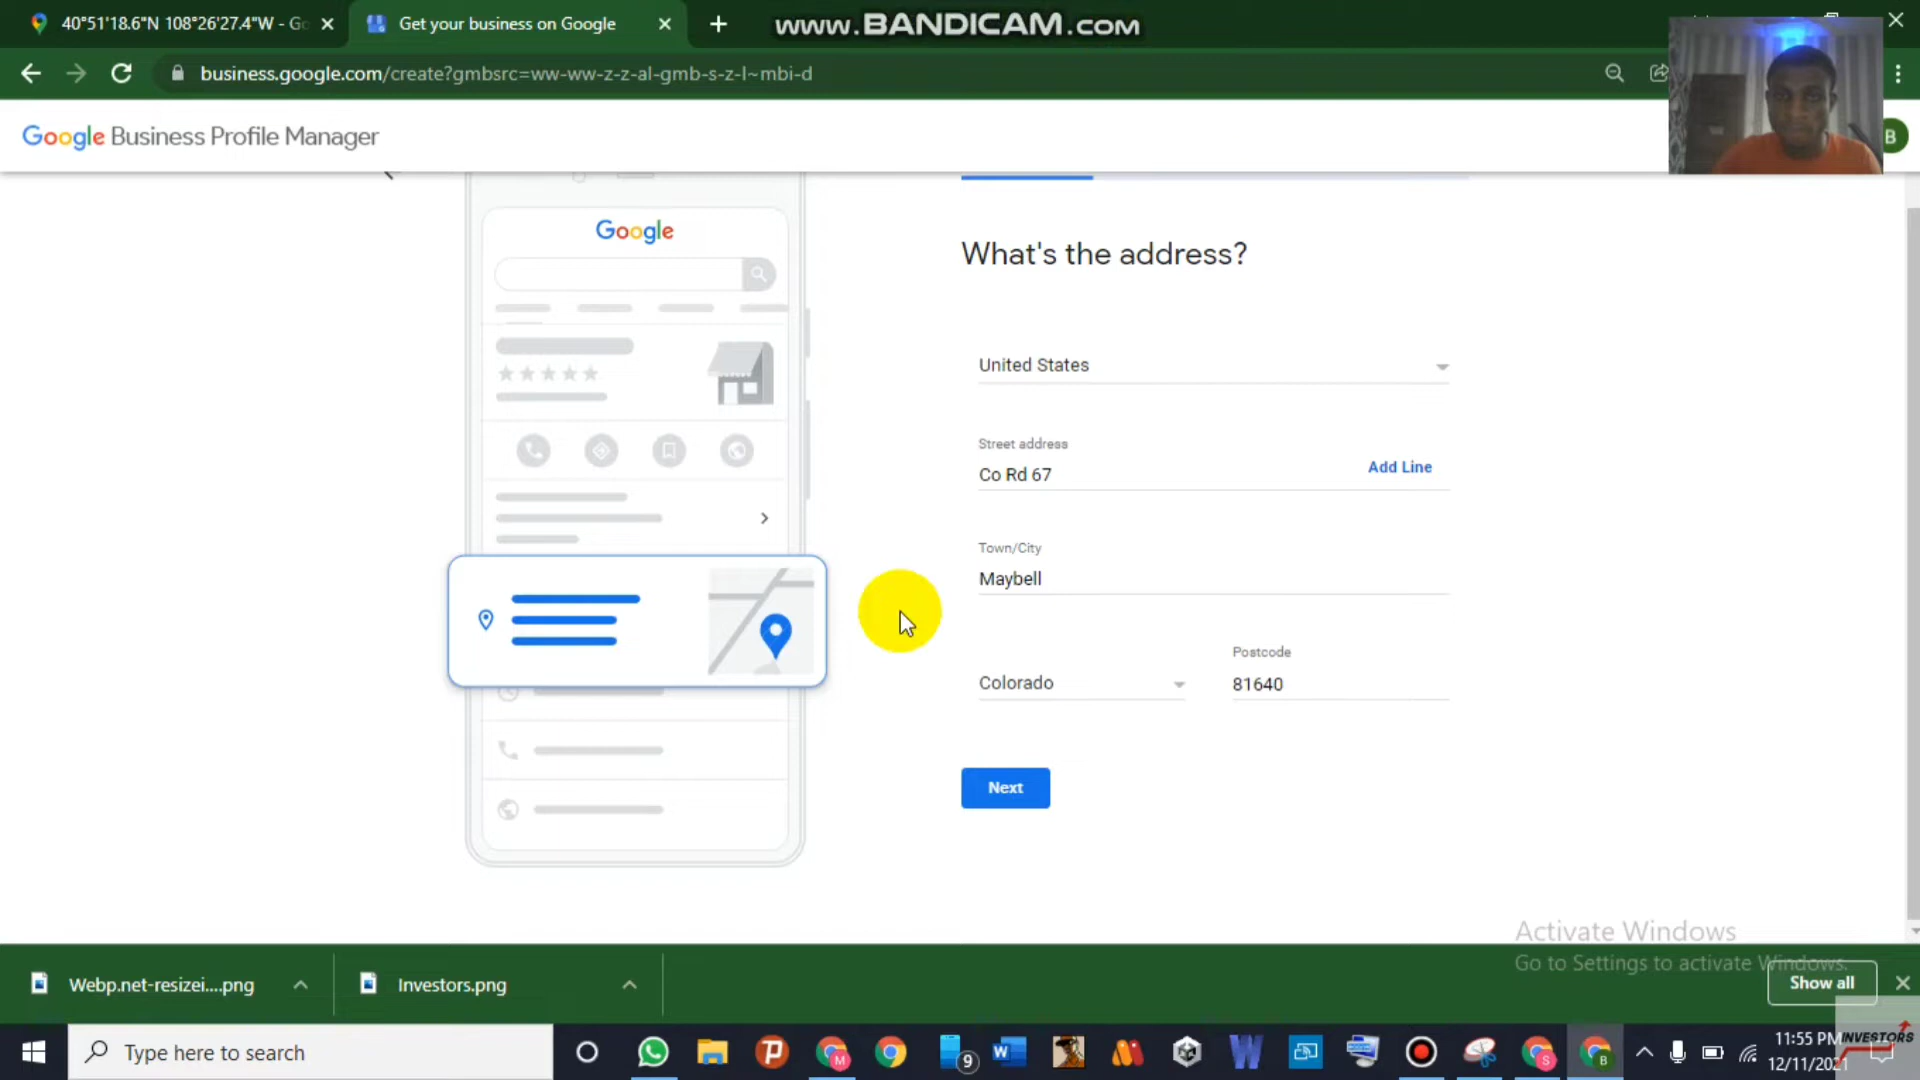 40°51'18.6"N 108°26'27.4"W - Go
Get your business on Google
www.BANDICAM.com
business.google.com/create?gmbsrc=ww-ww-z-z-al-gmb-s-z-l~mbi-d
Google Business Profile Manager
B
Google
What's the address?
United States
Street address
Co Rd 67
Add Line
Town/City
Maybell
Colorado
Postcode
81640
Next
Activate Windows
Go to Settings to activate Windows.
Webp.net-resizei....png
Investors.png
Show all
Type here to search
9
M
S
B
11:55 PM
12/11/2021
INVESTORS